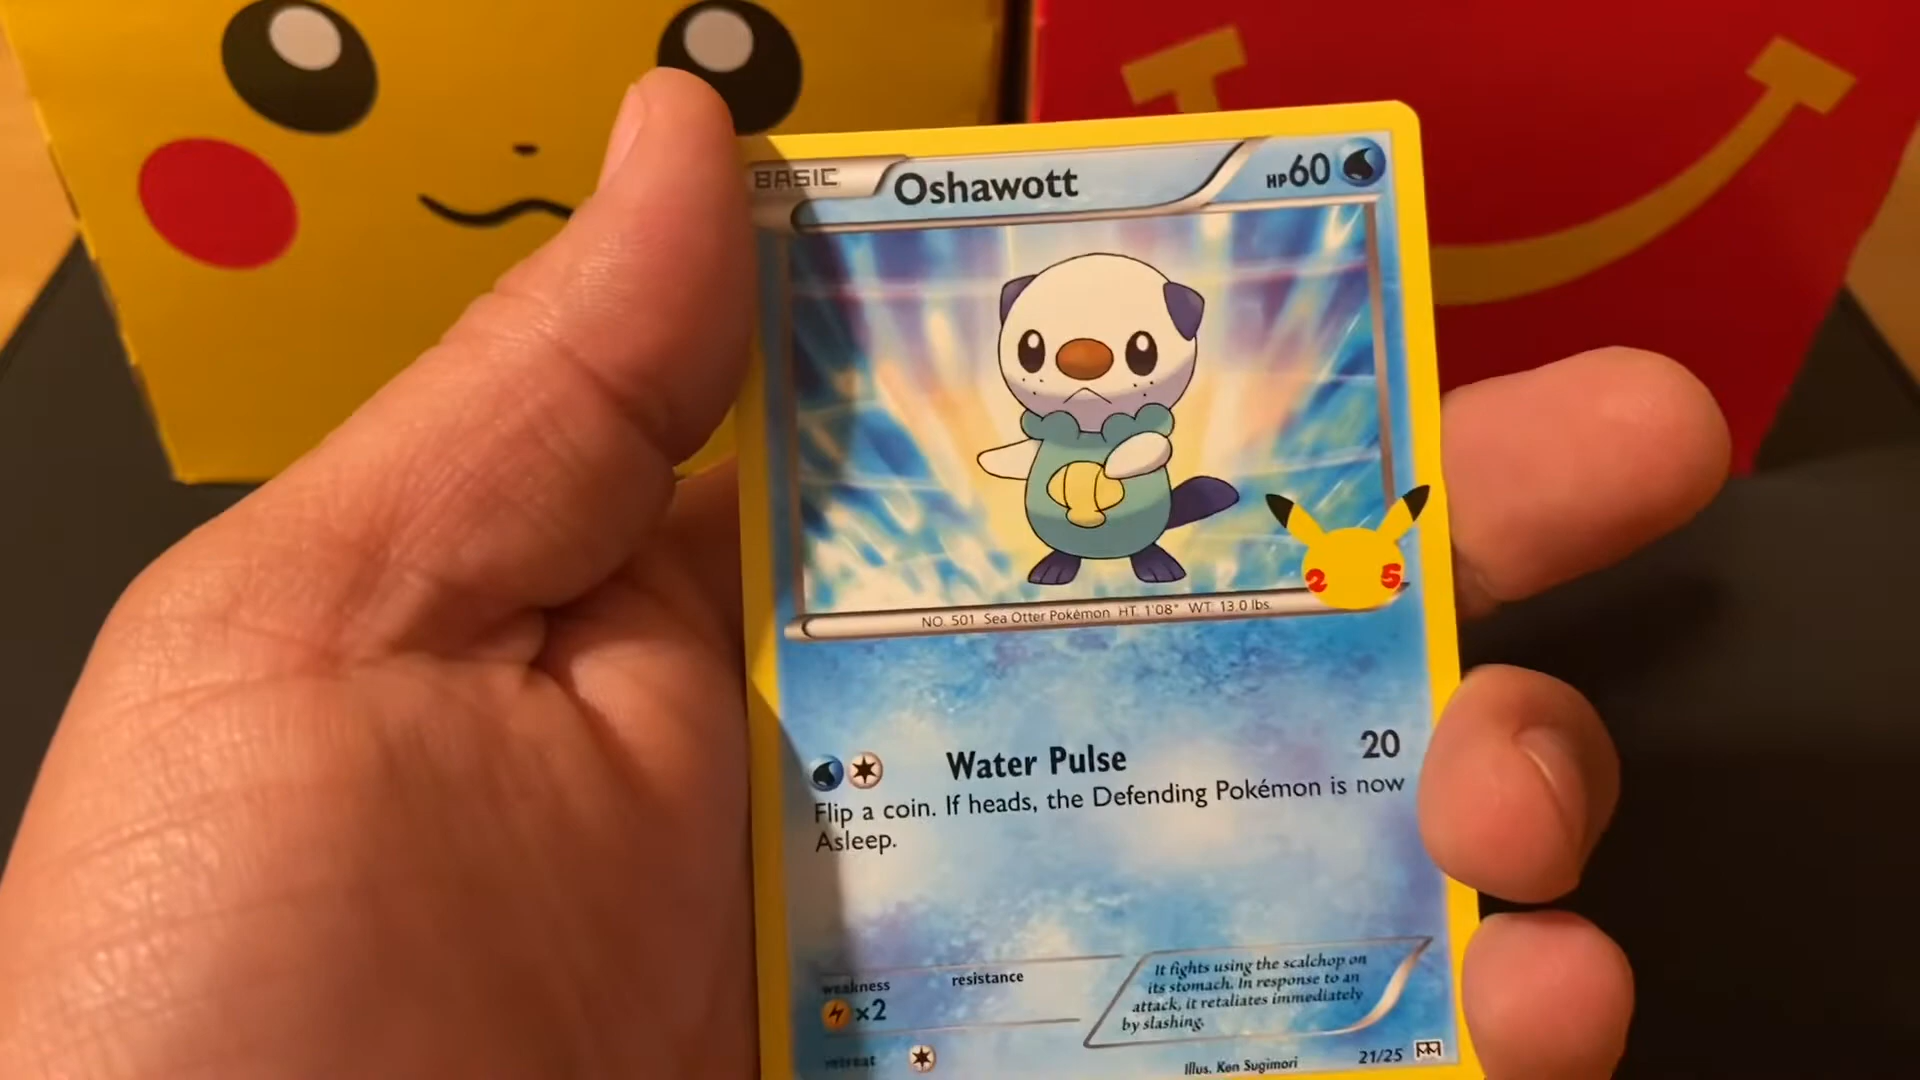 BASIC
Oshawott
HP60
NO. 501 Sea Otter Pokémon HT. 1'08" WT. 13.0 lbs.
25
Water Pulse
20
Flip a coin. If heads, the Defending Pokémon is now
Asleep.
weakness
resistance
×2
It fights using the scalchop on
its stomach. In response to an
attack, it retaliates immediately
by slashing.
retreat
Illus. Ken Sugimori
21/25